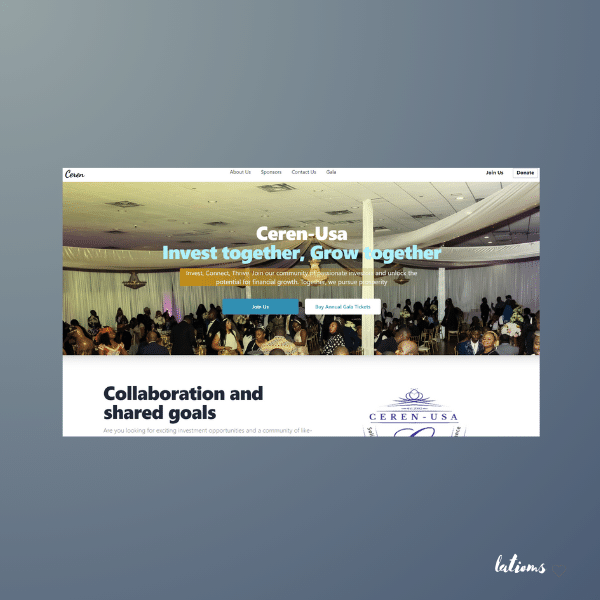 Ceren
About Us Sponsors Contact Us Gala
Join Us Donate
Ceren-Usa
Invest together, Grow together
Invest, Connect, Thrive: Join our community of passionate investors and unlock the
potential for financial growth. Together, we pursue prosperity
Join Us
Buy Annual Gala Tickets
Collaboration and
shared goals
Are you looking for exciting investment opportunities and a community of like-
CEREN-USA
C
lations